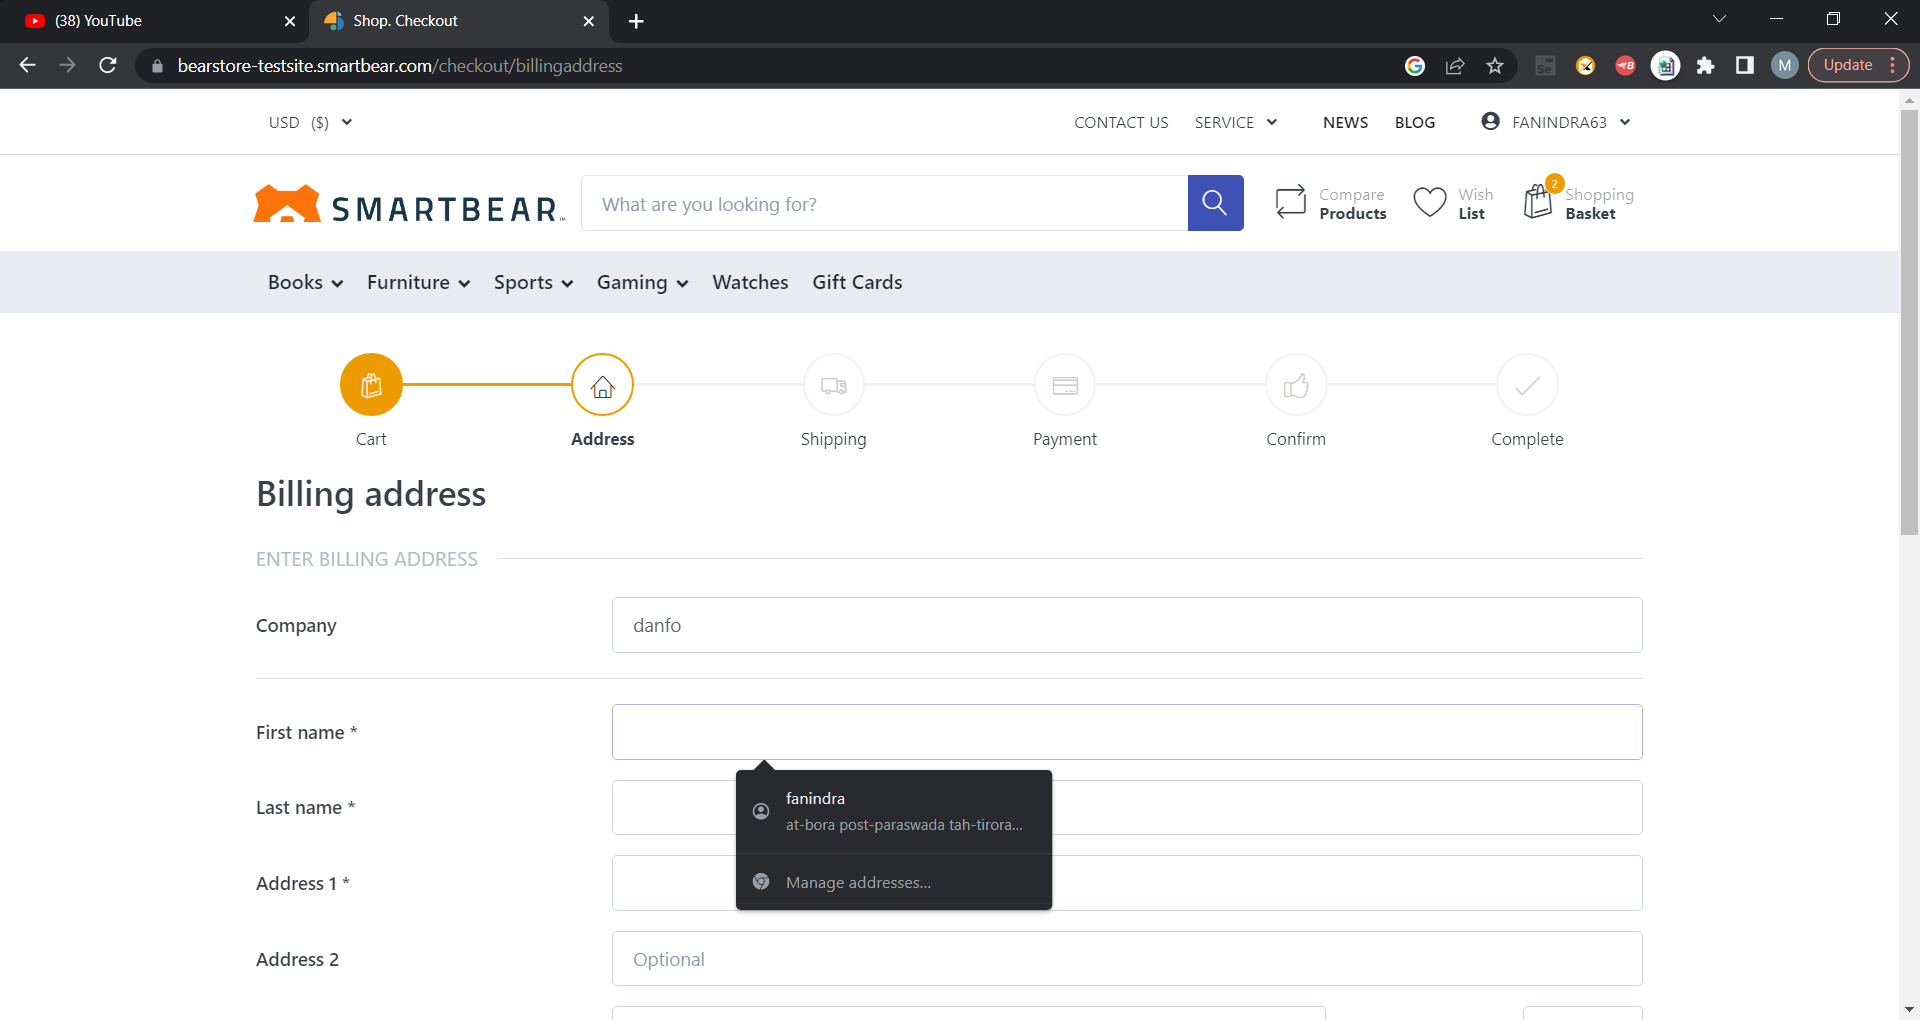 (38) YouTube
Shop. Checkout
bearstore-testsite.smartbear.com/checkout/billingaddress
Se
B
M
Update
USD ($)
CONTACT US
SERVICE
NEWS
BLOG
FANINDRA63
SMARTBEAR™
What are you looking for?
Compare
Products
Wish
List
2
Shopping
Basket
Books
Furniture
Sports
Gaming
Watches
Gift Cards
Cart
Address
Shipping
Payment
Confirm
Complete
Billing address
ENTER BILLING ADDRESS
Company
danfo
First name *
Last name *
fanindra
at-bora post-paraswada tah-tirora...
Address 1 *
Manage addresses...
Address 2
Optional